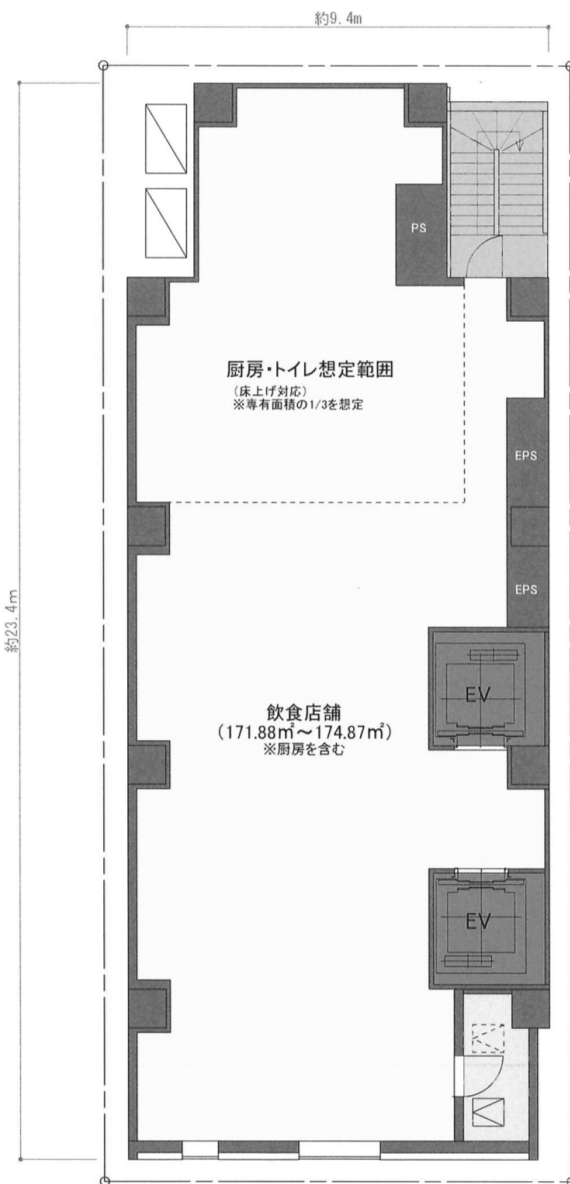 約9.4m
約23.4m
PS
厨房・トイレ想定範囲
(床上げ対応)
※専有面積の1/3を想定
EPS
EPS
EV
飲食店舗
(171.88㎡～174.87㎡)
※厨房を含む
EV